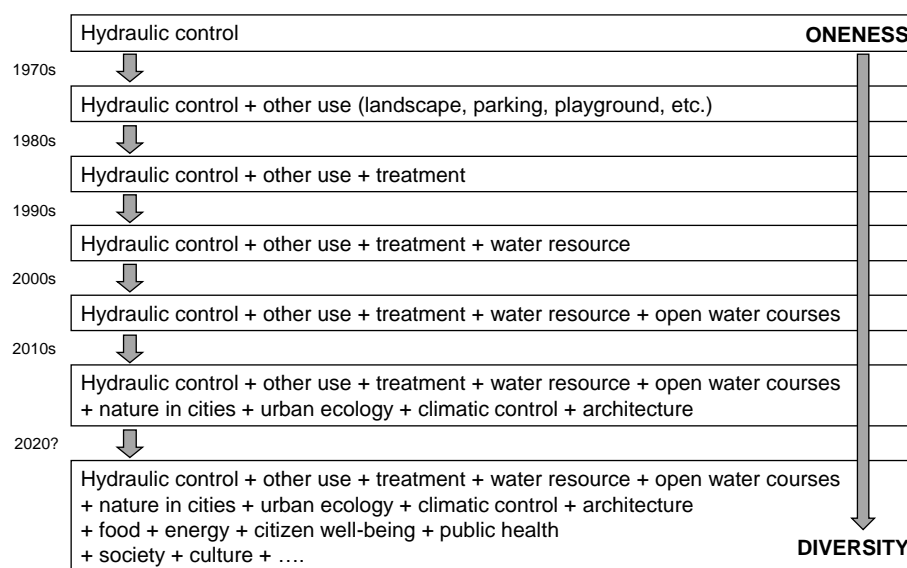 Hydraulic control ONENESS
1970s
Hydraulic control + other use (landscape, parking, playground, etc.)
1980s
Hydraulic control + other use + treatment
1990s
Hydraulic control + other use + treatment + water resource
2000s
Hydraulic control + other use + treatment + water resource + open water courses
2010s
Hydraulic control + other use + treatment + water resource + open water courses
+ nature in cities + urban ecology + climatic control + architecture
2020?
Hydraulic control + other use + treatment + water resource + open water courses
+ nature in cities + urban ecology + climatic control + architecture
+ food + energy + citizen well-being + public health
+ society + culture + .... DIVERSITY